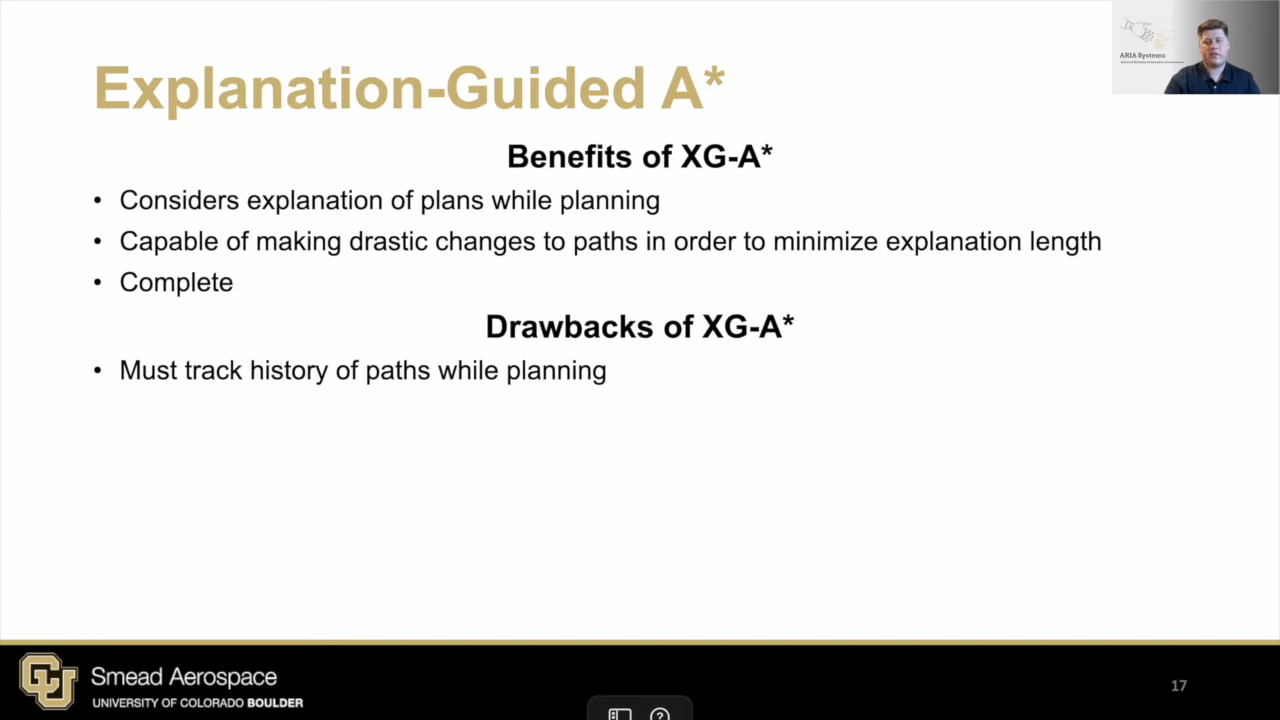 ARIA Systems
Explanation-Guided A*
Benefits of XG-A*
• Considers explanation of plans while planning
• Capable of making drastic changes to paths in order to minimize explanation length
• Complete
Drawbacks of XG-A*
• Must track history of paths while planning
CU
Smead Aerospace
UNIVERSITY OF COLORADO BOULDER
17